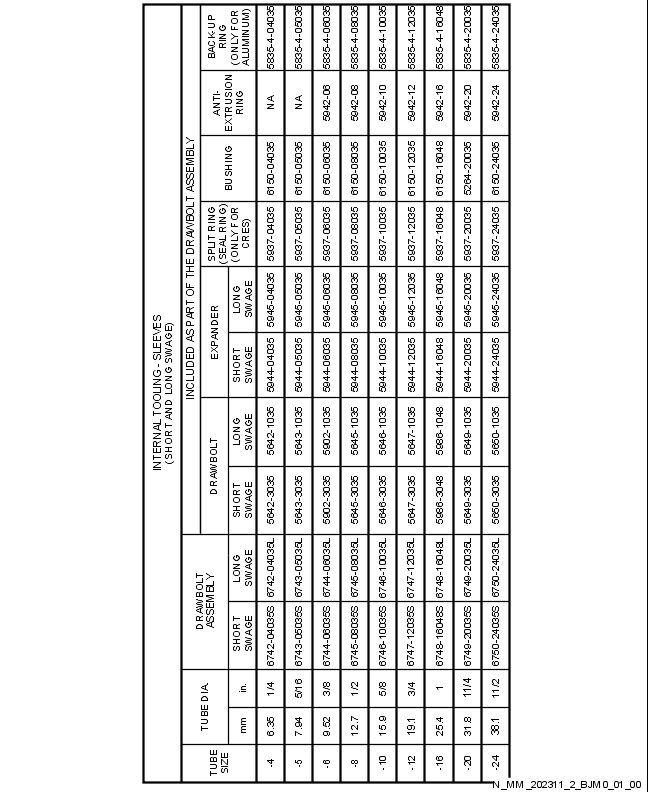 INTERNAL TOOLING - SLEEVES
(SHORT AND LONG SWAGE)
INCLUDED AS PART OF THE DRAWBOLT ASSEMBLY
TUBE SIZE | TUBE DIA. | DRAWBOLT ASSEMBLY | DRAWBOLT | EXPANDER | SPLIT RING (SEAL RING) (ONLY FOR CRES) | BUSHING | ANTI-EXTRUSION RING | BACK-UP RING (ONLY FOR ALUMINUM)
mm | in. | SHORT SWAGE | LONG SWAGE | SHORT SWAGE | LONG SWAGE | SHORT SWAGE | LONG SWAGE
-4 | 6.35 | 1/4 | 6742-04035S | 6742-04035L | 5642-3035 | 5642-1035 | 5944-04035 | 5945-04035 | 5937-04035 | 6150-04035 | NA | 5835-4-04035
-5 | 7.94 | 5/16 | 6743-05035S | 6743-05035L | 5643-3035 | 5643-1035 | 5944-05035 | 5945-05035 | 5937-05035 | 6150-05035 | NA | 5835-4-05035
-6 | 9.52 | 3/8 | 6744-06035S | 6744-06035L | 5902-3035 | 5902-1035 | 5944-06035 | 5945-06035 | 5937-06035 | 6150-06035 | 5942-06 | 5835-4-06035
-8 | 12.7 | 1/2 | 6745-08035S | 6745-08035L | 5645-3035 | 5645-1035 | 5944-08035 | 5945-08035 | 5937-08035 | 6150-08035 | 5942-08 | 5835-4-08035
-10 | 15.9 | 5/8 | 6746-10035S | 6746-10035L | 5646-3035 | 5646-1035 | 5944-10035 | 5945-10035 | 5937-10035 | 6150-10035 | 5942-10 | 5835-4-10035
-12 | 19.1 | 3/4 | 6747-12035S | 6747-12035L | 5647-3035 | 5647-1035 | 5944-12035 | 5945-12035 | 5937-12035 | 6150-12035 | 5942-12 | 5835-4-12035
-16 | 25.4 | 1 | 6748-16048S | 6748-16048L | 5986-3048 | 5986-1048 | 5944-16048 | 5945-16048 | 5937-16048 | 6150-16048 | 5942-16 | 5835-4-16048
-20 | 31.8 | 11/4 | 6749-20035S | 6749-20035L | 5649-3035 | 5649-1035 | 5944-20035 | 5945-20035 | 5937-20035 | 5264-20035 | 5942-20 | 5835-4-20035
-24 | 38.1 | 11/2 | 6750-24035S | 6750-24035L | 5650-3035 | 5650-1035 | 5944-24035 | 5945-24035 | 5937-24035 | 6150-24035 | 5942-24 | 5835-4-24035
N_MM_202311_2_BJM0_01_00